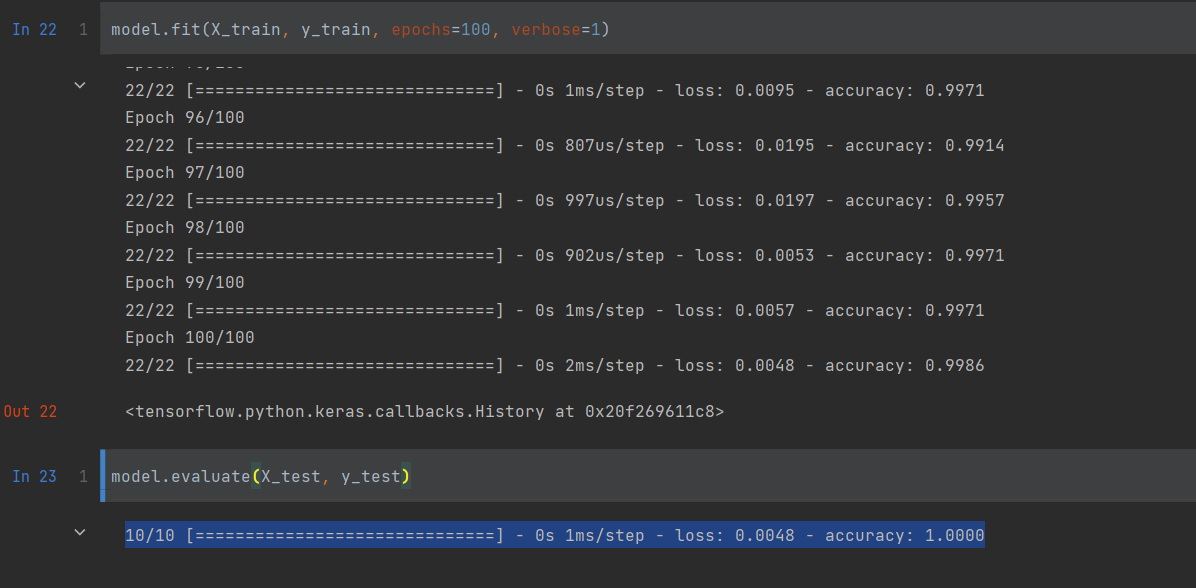 In 22 1 model.fit(X_train, y_train, epochs=100, verbose=1)
22/22 [==============================] - 0s 1ms/step - loss: 0.0095 - accuracy: 0.9971
Epoch 96/100
22/22 [==============================] - 0s 807us/step - loss: 0.0195 - accuracy: 0.9914
Epoch 97/100
22/22 [==============================] - 0s 997us/step - loss: 0.0197 - accuracy: 0.9957
Epoch 98/100
22/22 [==============================] - 0s 902us/step - loss: 0.0053 - accuracy: 0.9971
Epoch 99/100
22/22 [==============================] - 0s 1ms/step - loss: 0.0057 - accuracy: 0.9971
Epoch 100/100
22/22 [==============================] - 0s 2ms/step - loss: 0.0048 - accuracy: 0.9986
Out 22 <tensorflow.python.keras.callbacks.History at 0x20f269611c8>
In 23 1 model.evaluate(X_test, y_test)
10/10 [==============================] - 0s 1ms/step - loss: 0.0048 - accuracy: 1.0000